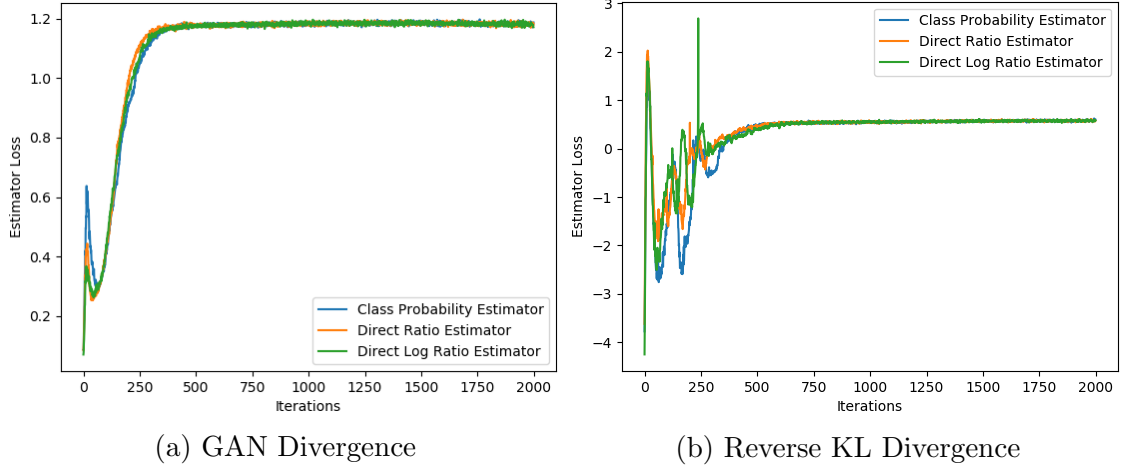 1.2
1.0
0.8
0.6
0.4
0.2
Estimator Loss
0 250 500 750 1000 1250 1500 1750 2000
Iterations
Class Probability Estimator
Direct Ratio Estimator
Direct Log Ratio Estimator
(a) GAN Divergence
3
2
1
0
−1
−2
−3
−4
Estimator Loss
0 250 500 750 1000 1250 1500 1750 2000
Iterations
Class Probability Estimator
Direct Ratio Estimator
Direct Log Ratio Estimator
(b) Reverse KL Divergence